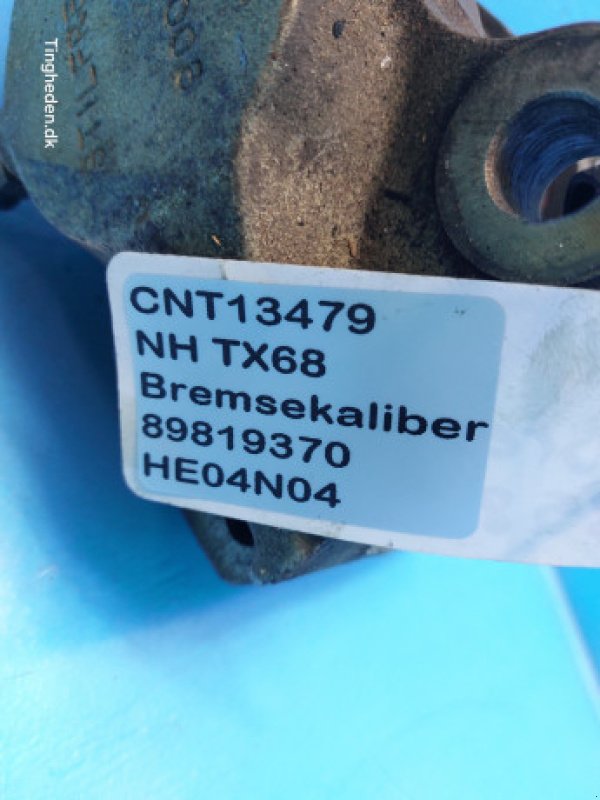 Tingheden.dk
CNT13479
NH TX68
Bremsekaliber
89819370
HE04N04